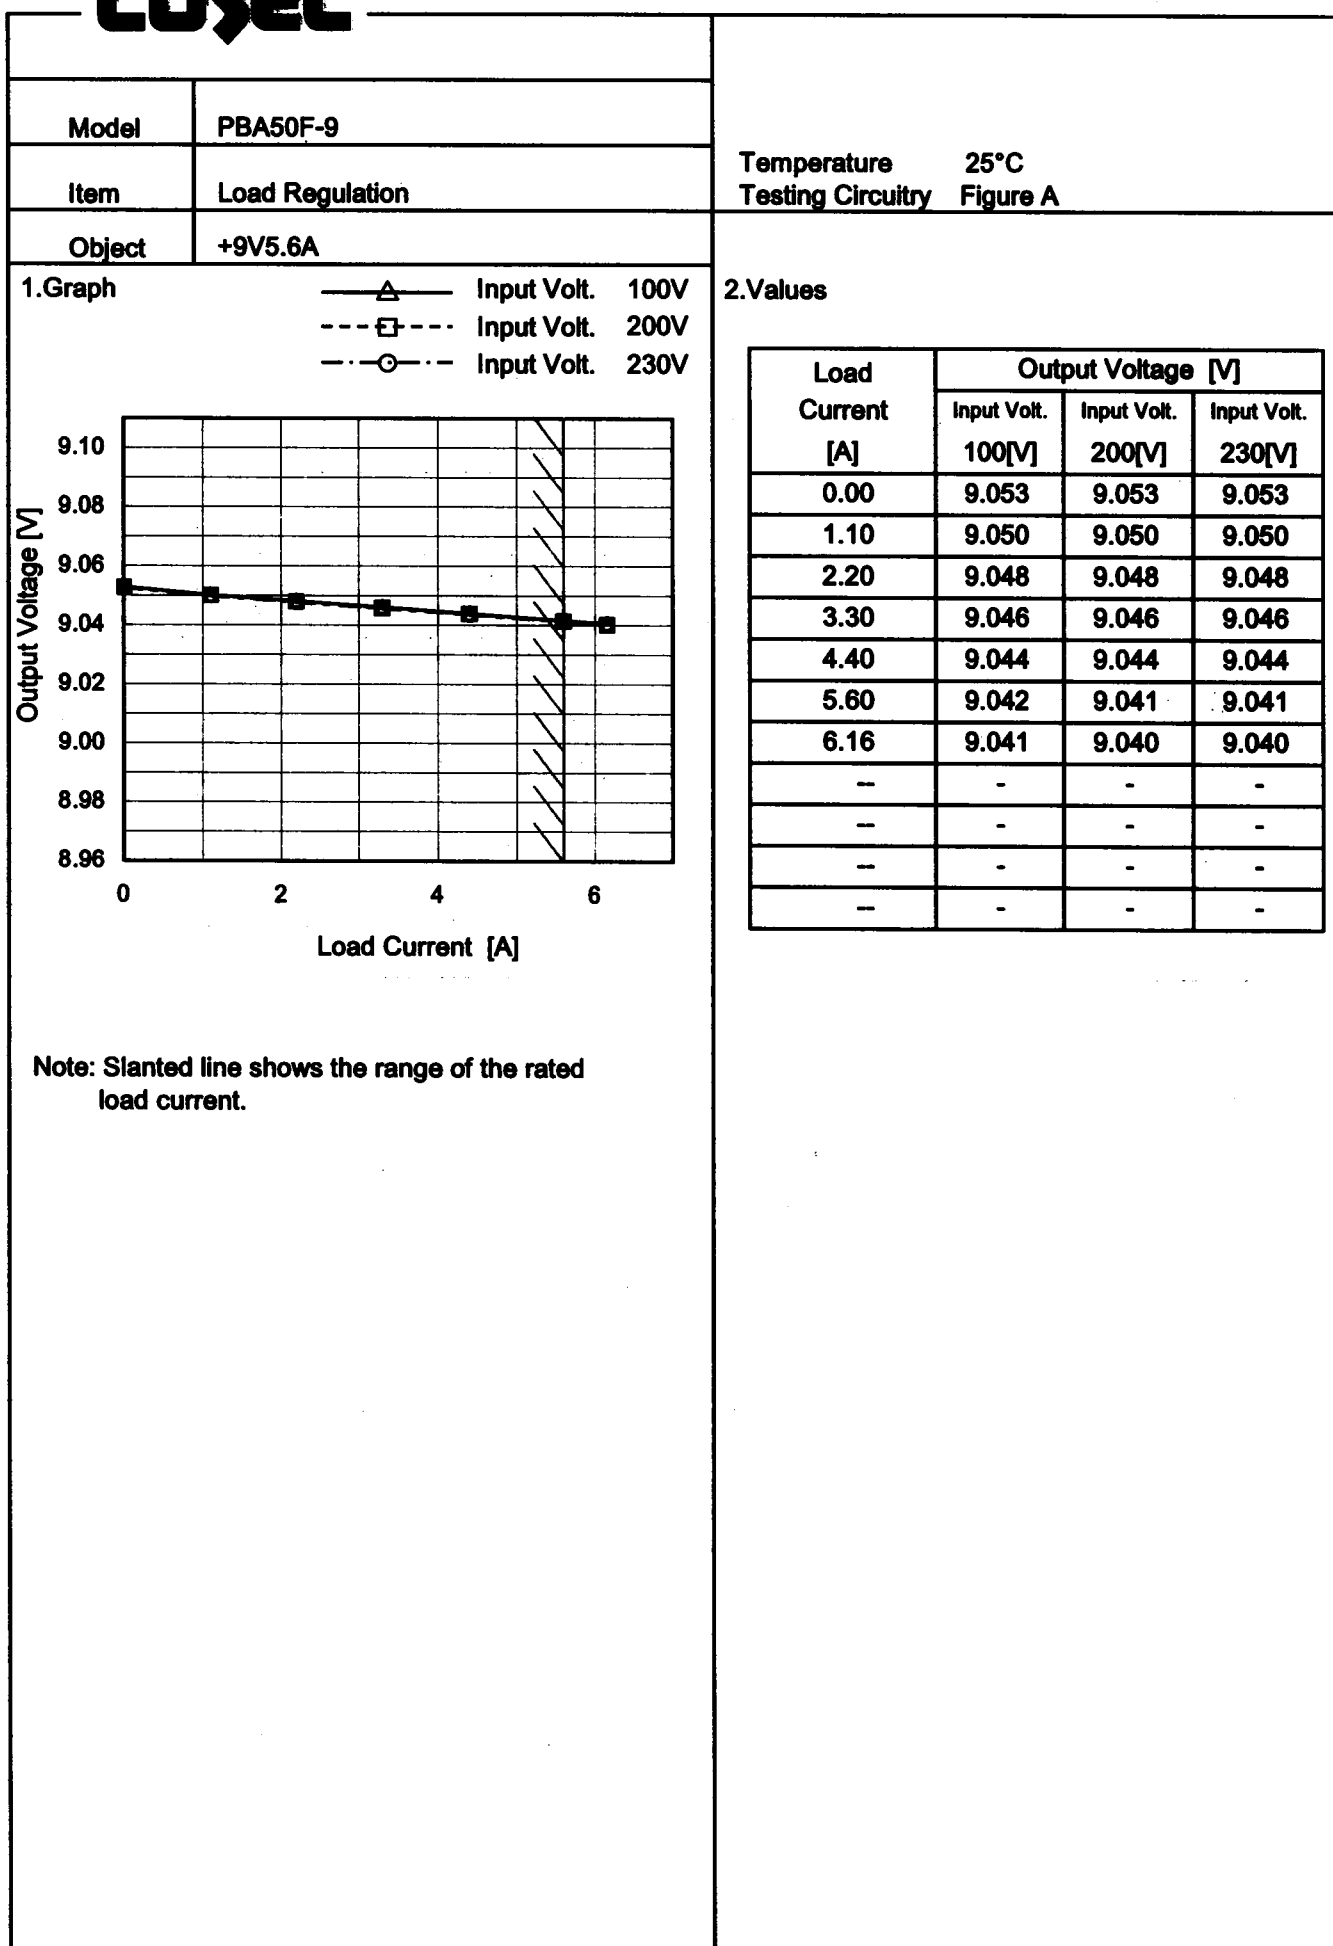 COSEL
Model PBA50F-9
Item Load Regulation
Object +9V5.6A
Temperature 25°C
Testing Circuitry Figure A
1.Graph
Input Volt. 100V
Input Volt. 200V
Input Volt. 230V
Output Voltage [V]
9.10
9.08
9.06
9.04
9.02
9.00
8.98
8.96
0 2 4 6
Load Current [A]
Note: Slanted line shows the range of the rated
load current.
2.Values
Load Output Voltage [V]
Current Input Volt. Input Volt. Input Volt.
[A] 100[V] 200[V] 230[V]
0.00 9.053 9.053 9.053
1.10 9.050 9.050 9.050
2.20 9.048 9.048 9.048
3.30 9.046 9.046 9.046
4.40 9.044 9.044 9.044
5.60 9.042 9.041 9.041
6.16 9.041 9.040 9.040
-- - - -
-- - - -
-- - - -
-- - - -